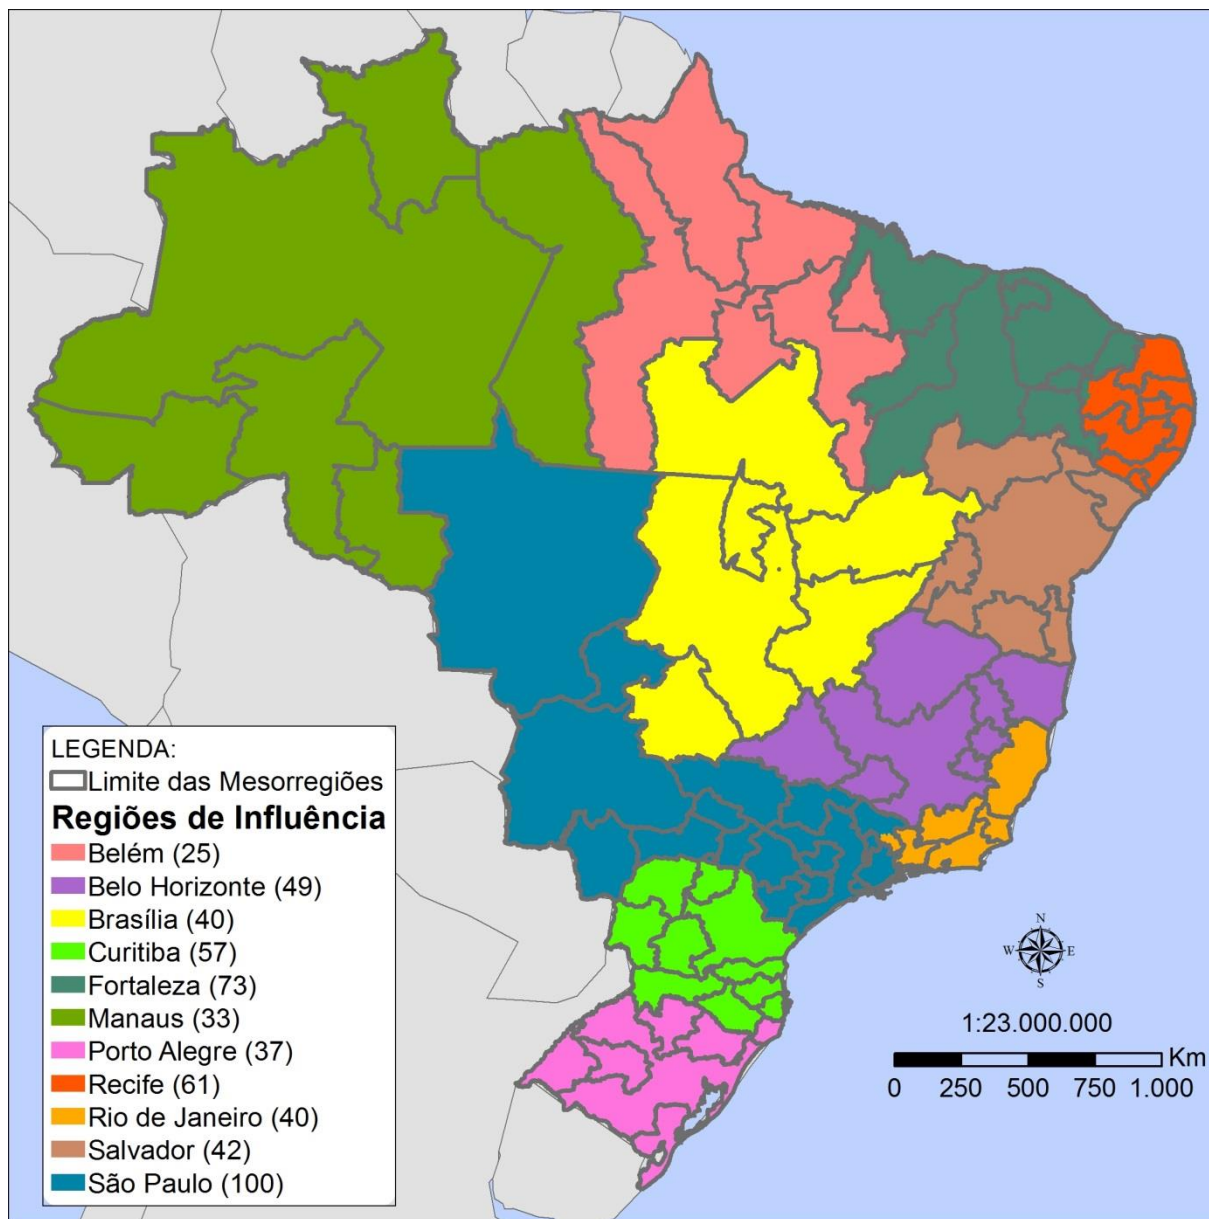 LEGENDA:
Limite das Mesorregiões
Regiões de Influência
Belém (25)
Belo Horizonte (49)
Brasília (40)
Curitiba (57)
Fortaleza (73)
Manaus (33)
Porto Alegre (37)
Recife (61)
Rio de Janeiro (40)
Salvador (42)
São Paulo (100)
N
W E
S
1:23.000.000
Km
0 250 500 750 1.000